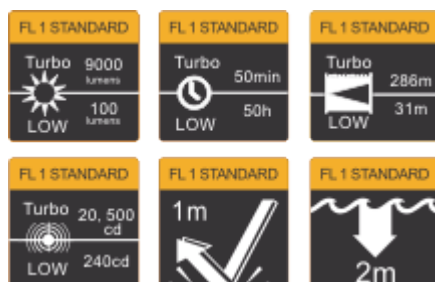 FL 1 STANDARD
Turbo 9000
lumens
100
lumens
LOW
FL 1 STANDARD
Turbo
50min
50h
LOW
FL 1 STANDARD
Turbo
286m
31m
LOW
FL 1 STANDARD
Turbo 20, 500
cd
240cd
LOW
FL 1 STANDARD
1m
FL 1 STANDARD
2m